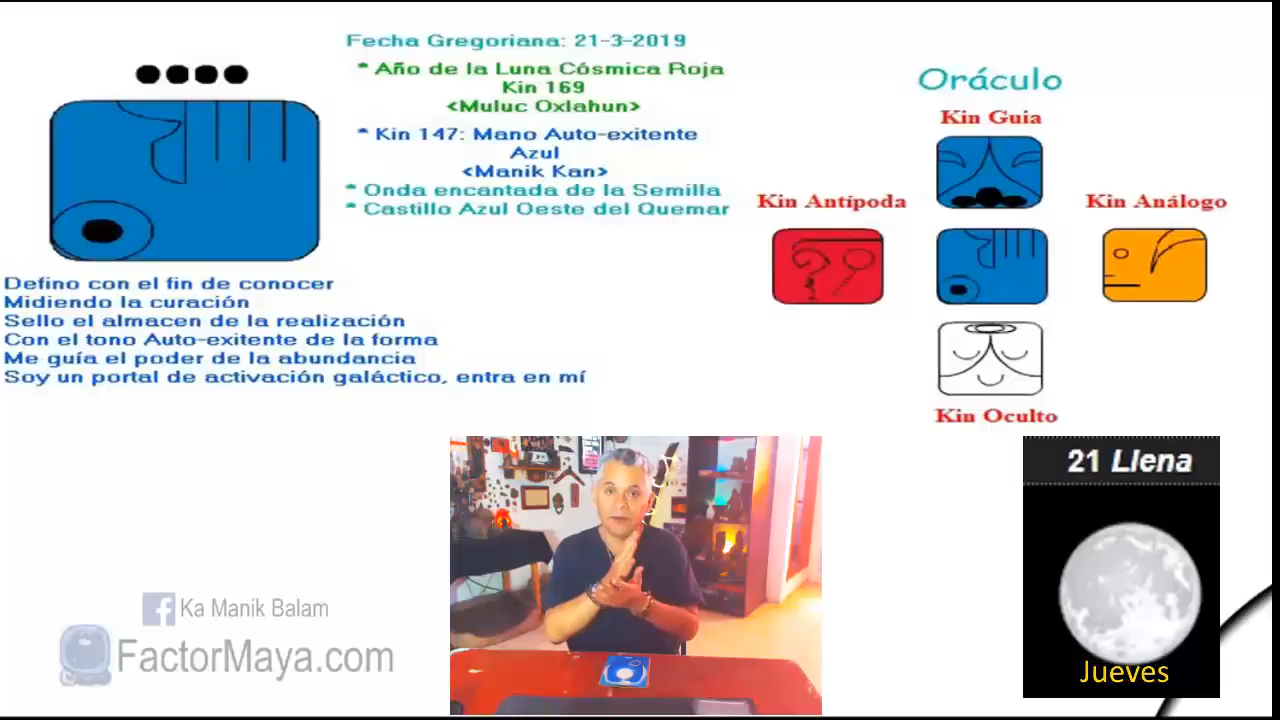 Fecha Gregoriana: 21-3-2019
* Año de la Luna Cósmica Roja
Kin 169
<Muluc Oxlahun>
* Kin 147: Mano Auto-exitente
Azul
<Manik Kan>
* Onda encantada de la Semilla
* Castillo Azul Oeste del Quemar
Defino con el fin de conocer
Midiendo la curación
Sello el almacen de la realización
Con el tono Auto-exitente de la forma
Me guía el poder de la abundancia
Soy un portal de activación galáctico, entra en mí
Oráculo
Kin Guia
Kin Antípoda
Kin Análogo
Kin Oculto
21 Llena
Jueves
Ka Manik Balam
FactorMaya.com